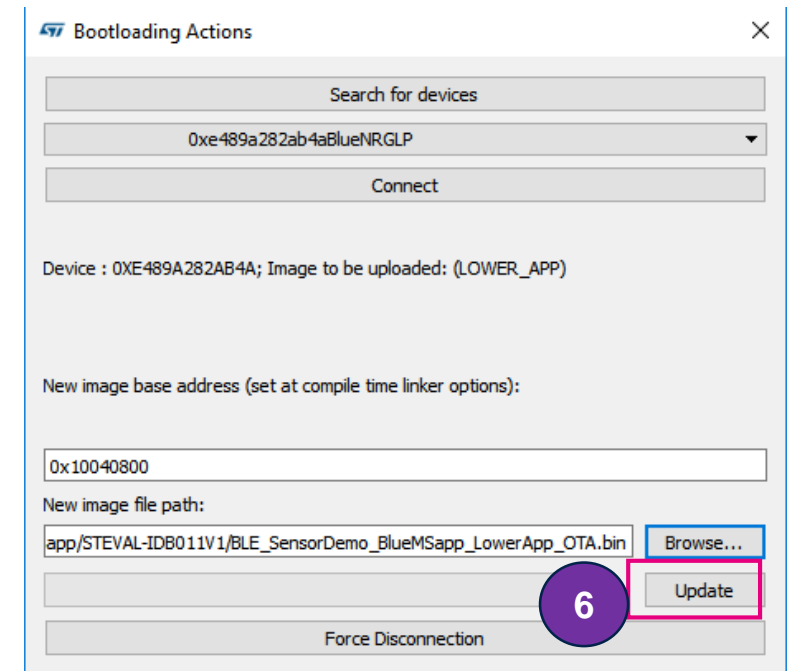 Bootloading Actions
Search for devices
0xe489a282ab4aBlueNRGLP
Connect
Device : 0XE489A282AB4A; Image to be uploaded: (LOWER_APP)
New image base address (set at compile time linker options):
0x10040800
New image file path:
app/STEVAL-IDB011V1/BLE_SensorDemo_BlueMSapp_LowerApp_OTA.bin Browse...
6 Update
Force Disconnection